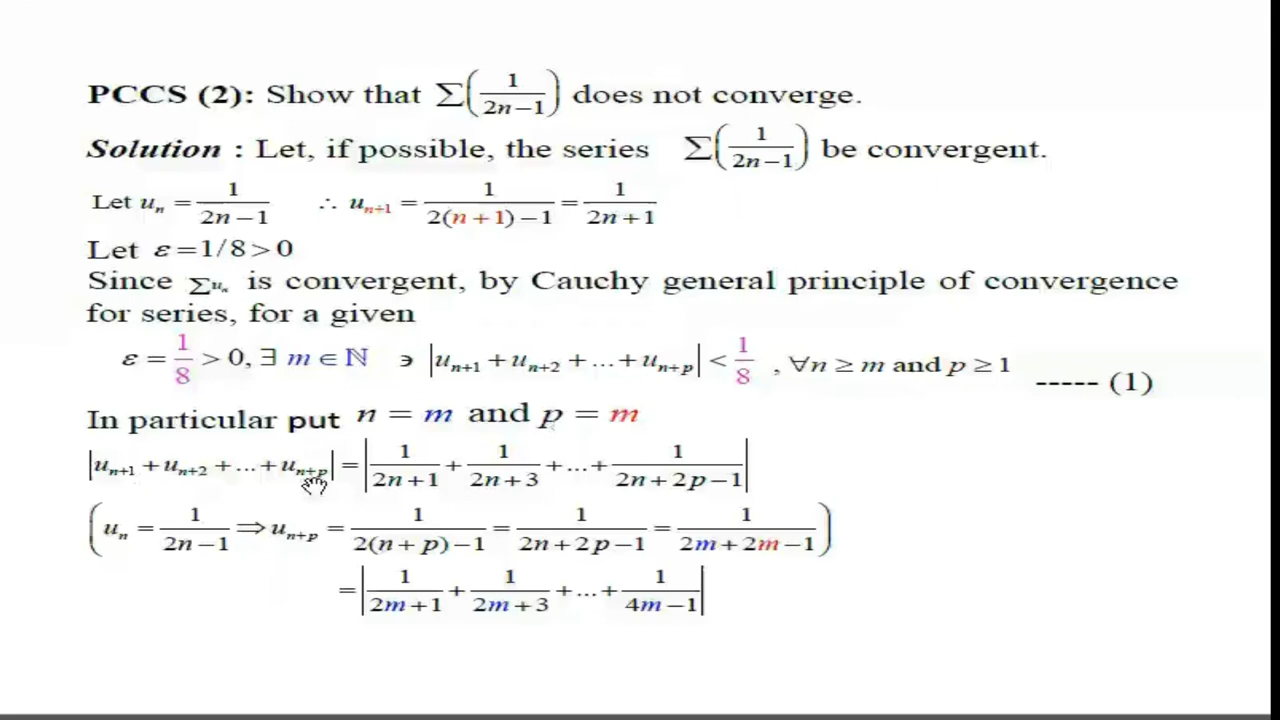 PCCS (2): Show that ∑(1/(2n−1)) does not converge.
Solution : Let, if possible, the series ∑(1/(2n−1)) be convergent.
Let uₙ = 1/(2n−1) ∴ uₙ₊₁ = 1/(2(n+1)−1) = 1/(2n+1)
Let ε=1/8>0
Since ∑uₙ is convergent, by Cauchy general principle of convergence
for series, for a given
ε = 1/8 > 0, ∃ m ∈ ℕ ∍ |uₙ₊₁ + uₙ₊₂ + ... + uₙ₊ₚ| < 1/8 , ∀n ≥ m and p ≥ 1 ----- (1)
In particular put n = m and p = m
|uₙ₊₁ + uₙ₊₂ + ... + uₙ₊ₚ| = |1/(2n+1) + 1/(2n+3) + ... + 1/(2n+2p−1)|
(uₙ = 1/(2n−1) ⟹ uₙ₊ₚ = 1/(2(n+p)−1) = 1/(2n+2p−1) = 1/(2m+2m−1))
= |1/(2m+1) + 1/(2m+3) + ... + 1/(4m−1)|